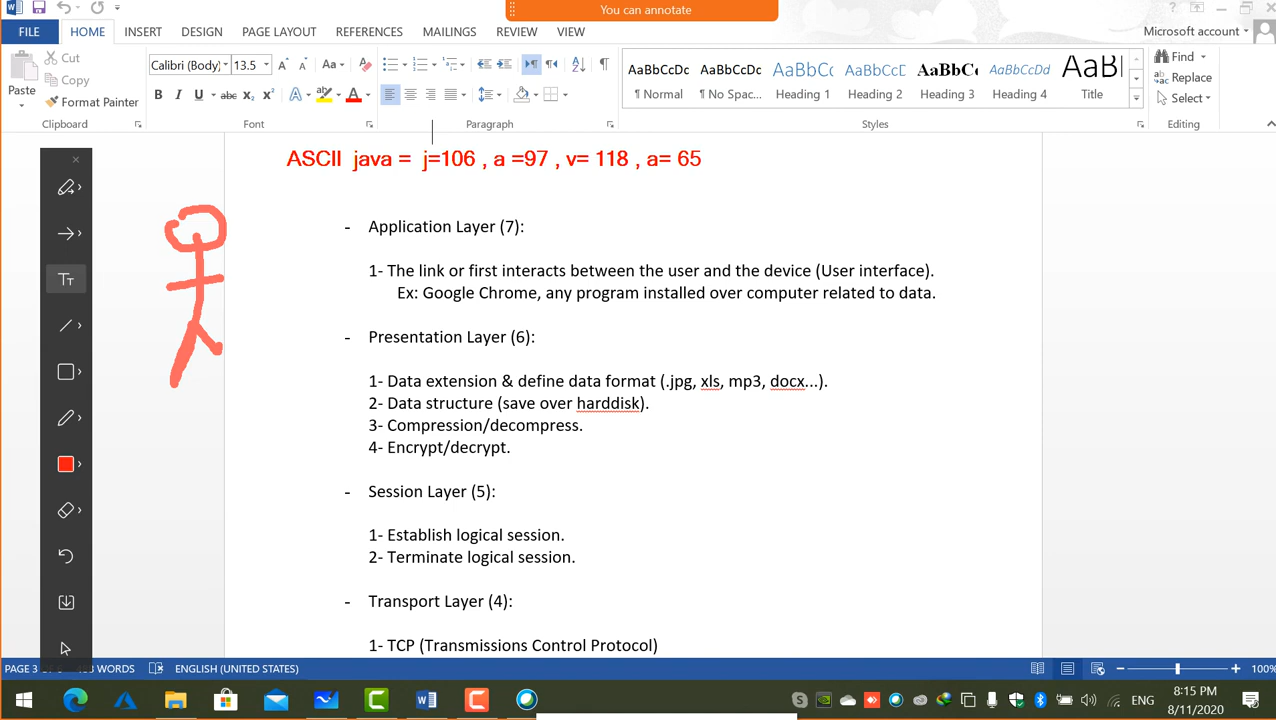 You can annotate
FILE HOME INSERT DESIGN PAGE LAYOUT REFERENCES MAILINGS REVIEW VIEW Microsoft account
Paste
Cut
Copy
Format Painter
Clipboard
Calibri (Body) 13.5
Font
Paragraph
AaBbCcDc AaBbCcDc AaBbCc AaBbCcDc AaBbCc AaBbCcDd AaB
¶ Normal ¶ No Spac... Heading 1 Heading 2 Heading 3 Heading 4 Title
Styles
Find
Replace
Select
Editing
ASCII java = j=106 , a =97 , v= 118 , a= 65
- Application Layer (7):
1- The link or first interacts between the user and the device (User interface).
Ex: Google Chrome, any program installed over computer related to data.
- Presentation Layer (6):
1- Data extension & define data format (.jpg, xls, mp3, docx...).
2- Data structure (save over harddisk).
3- Compression/decompress.
4- Encrypt/decrypt.
- Session Layer (5):
1- Establish logical session.
2- Terminate logical session.
- Transport Layer (4):
1- TCP (Transmissions Control Protocol)
PAGE 3 WORDS ENGLISH (UNITED STATES) 100%
ENG
8:15 PM
8/11/2020